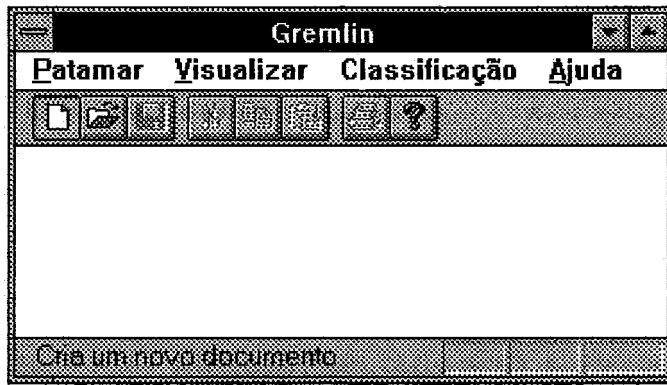 Gremlin
Patamar Visualizar Classificação Ajuda
Cria um novo documento